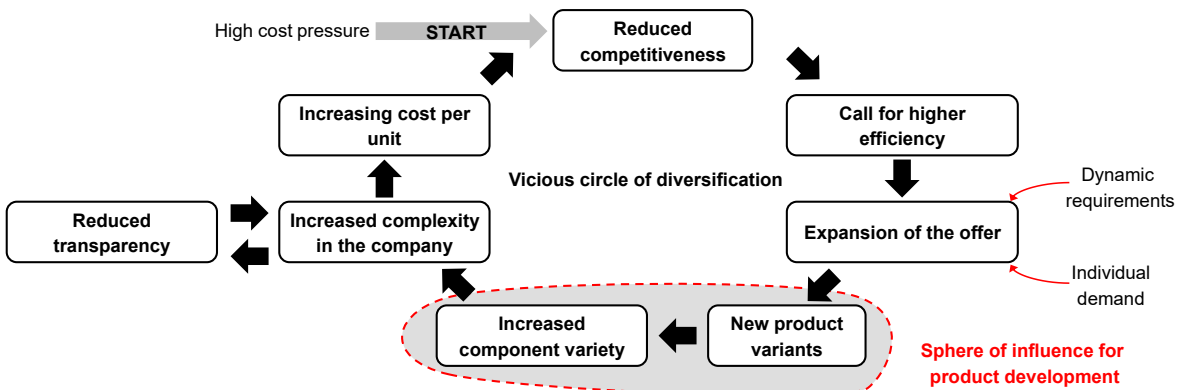 High cost pressure
START
Reduced
competitiveness
Increasing cost per
unit
Call for higher
efficiency
Vicious circle of diversification
Dynamic
requirements
Reduced
transparency
Increased complexity
in the company
Expansion of the offer
Individual
demand
Increased
component variety
New product
variants
Sphere of influence for
product development